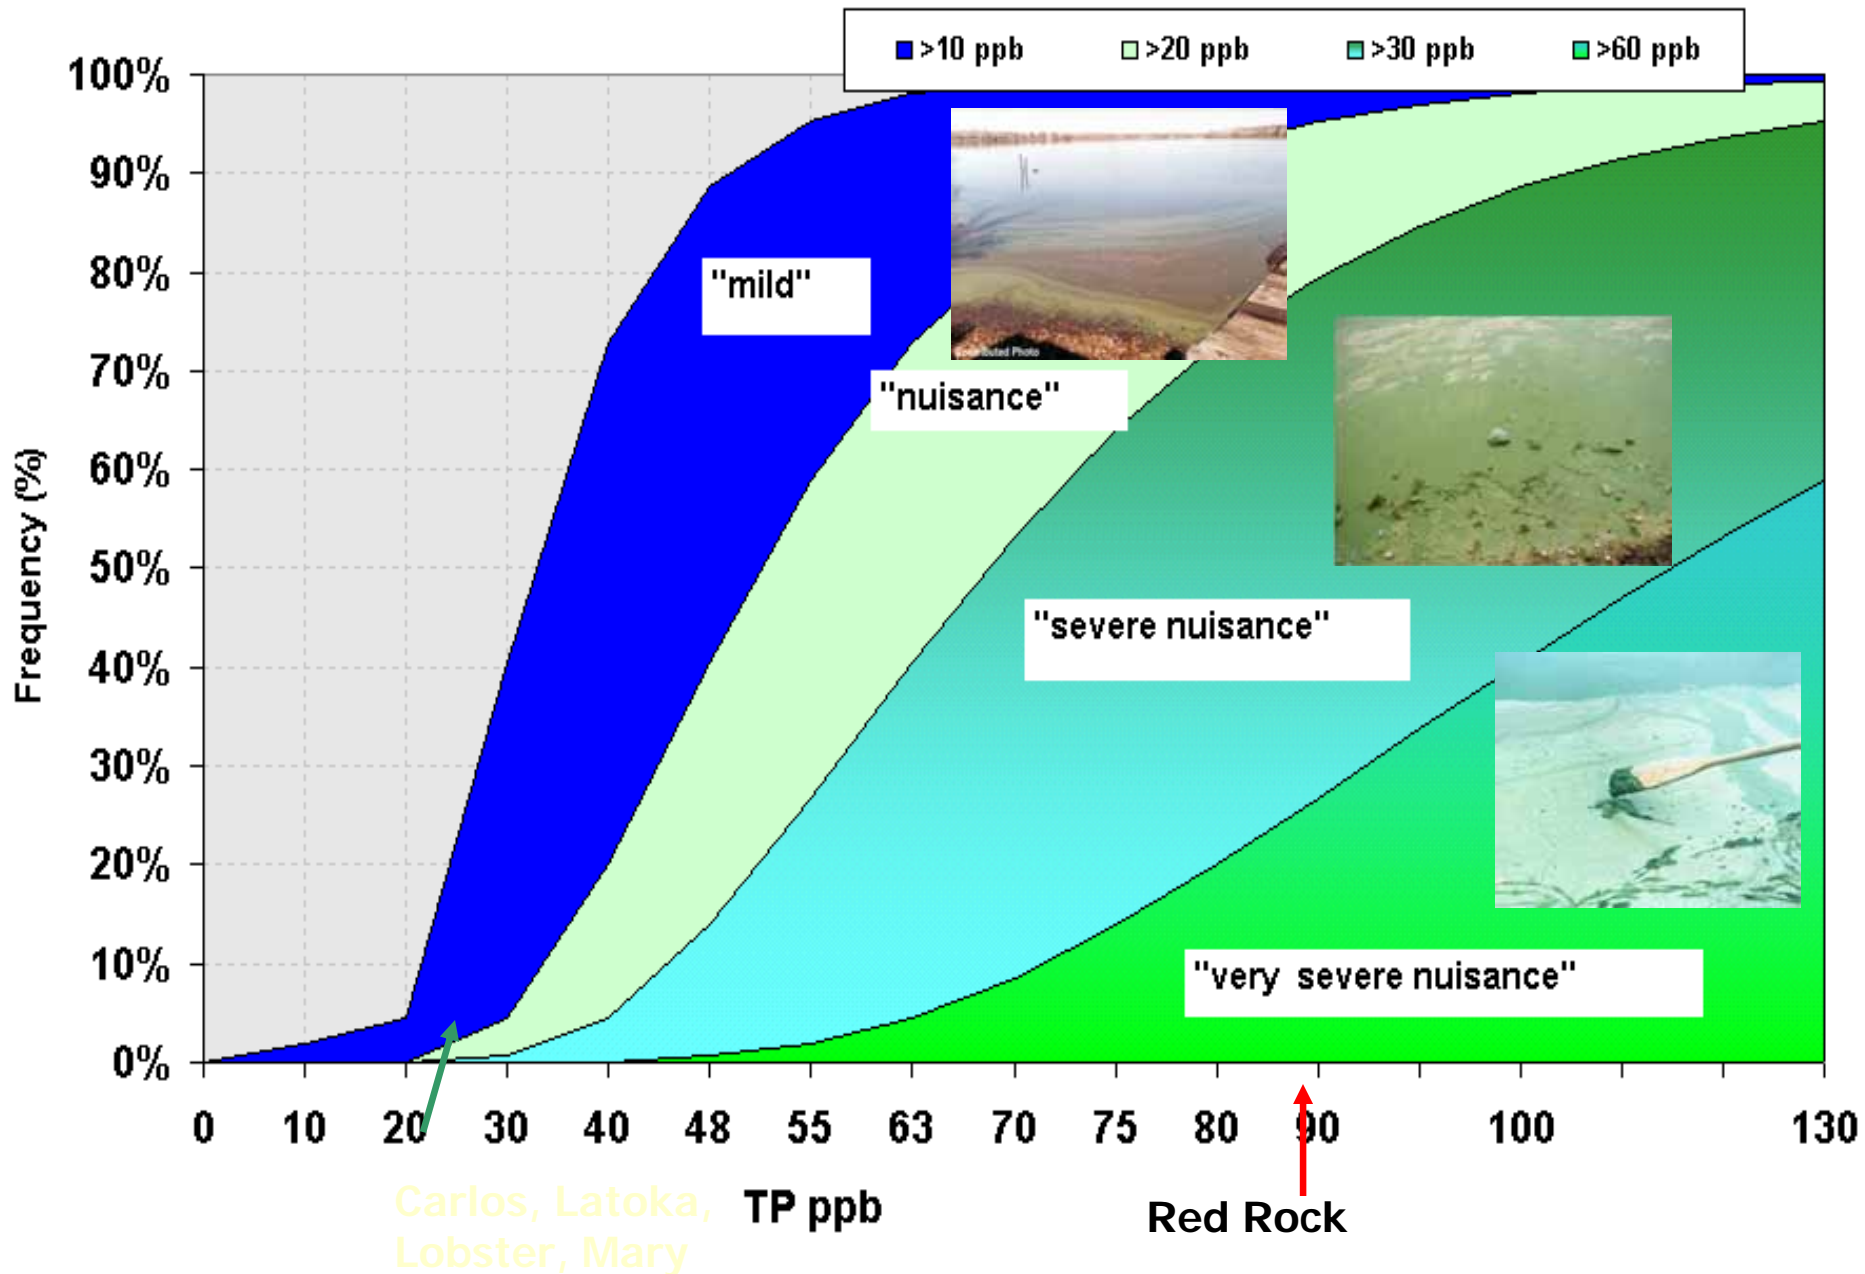 >10 ppb >20 ppb >30 ppb >60 ppb
100%
90%
80%
70%
60%
50%
40%
30%
20%
10%
0%
Frequency (%)
"mild"
"nuisance"
"severe nuisance"
"very severe nuisance"
Contributed Photo
0 10 20 30 40 48 55 63 70 75 80 90 100 130
TP ppb
Carlos, Latoka,
Lobster, Mary
Red Rock